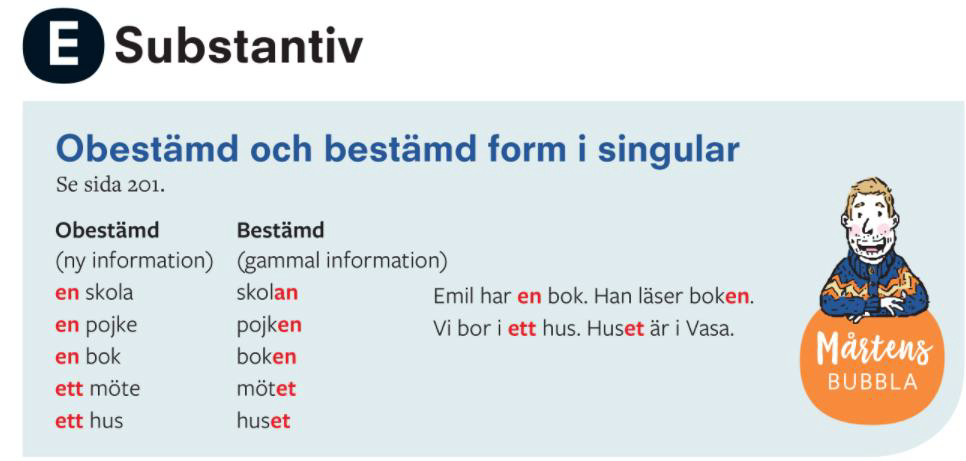 E Substantiv
Obestämd och bestämd form i singular
Se sida 201.
Obestämd Bestämd
(ny information) (gammal information)
en skola skolan
en pojke pojken
en bok boken
ett möte mötet
ett hus huset
Emil har en bok. Han läser boken.
Vi bor i ett hus. Huset är i Vasa.
Mårtens
BUBBLA